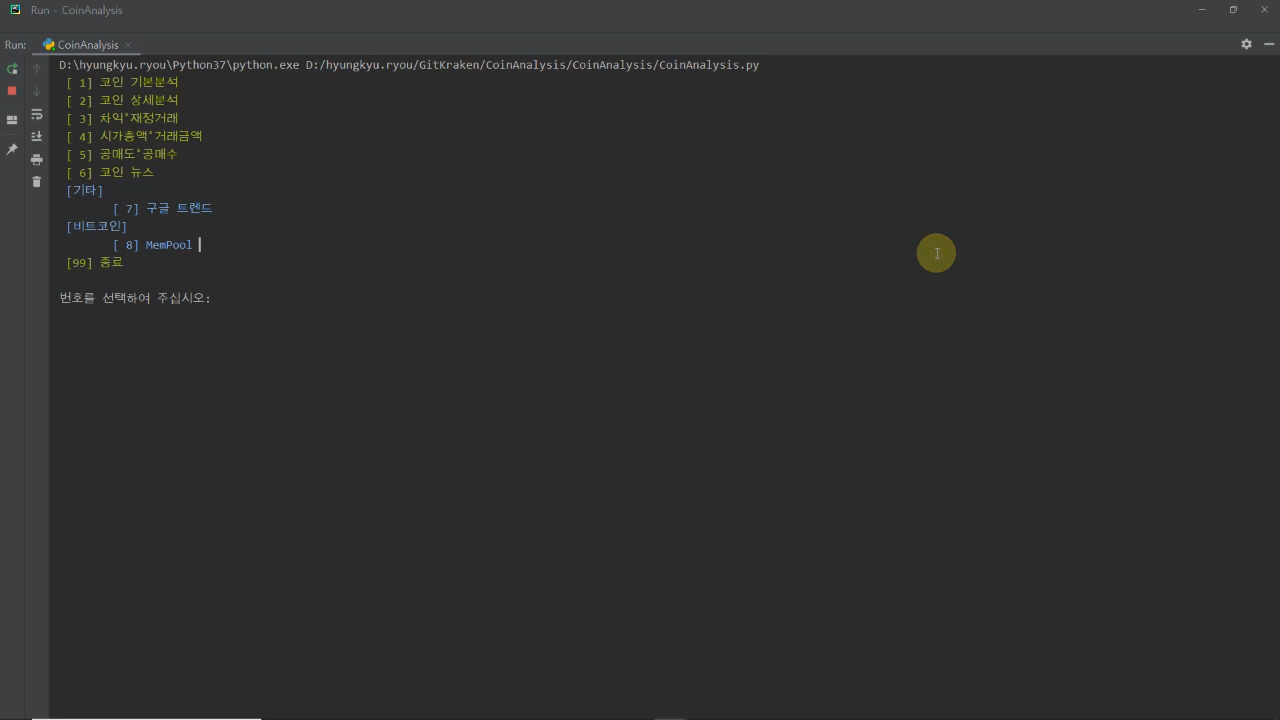 Run - CoinAnalysis
Run: CoinAnalysis
D:\hyungkyu.ryou\Python37\python.exe D:/hyungkyu.ryou/GitKraken/CoinAnalysis/CoinAnalysis/CoinAnalysis.py
[ 1] 코인 기본분석
[ 2] 코인 상세분석
[ 3] 차익°재정거래
[ 4] 시가총액°거래금액
[ 5] 공매도°공매수
[ 6] 코인 뉴스
[기타]
[ 7] 구글 트렌드
[비트코인]
[ 8] MemPool
[99] 종료
번호를 선택하여 주십시오: